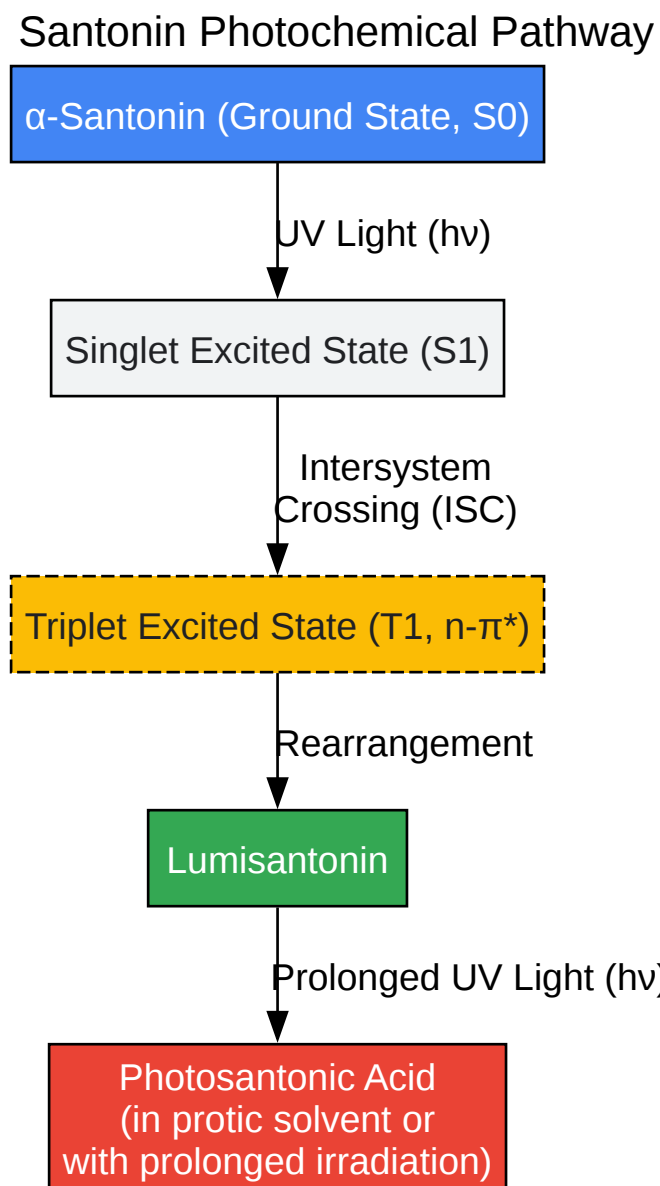 Santonin Photochemical Pathway
α-Santonin (Ground State, S0)
UV Light (hν)
Singlet Excited State (S1)
Intersystem
Crossing (ISC)
Triplet Excited State (T1, n-π*)
Rearrangement
Lumisantonin
Prolonged UV Light (hν)
Photosantonic Acid
(in protic solvent or
with prolonged irradiation)